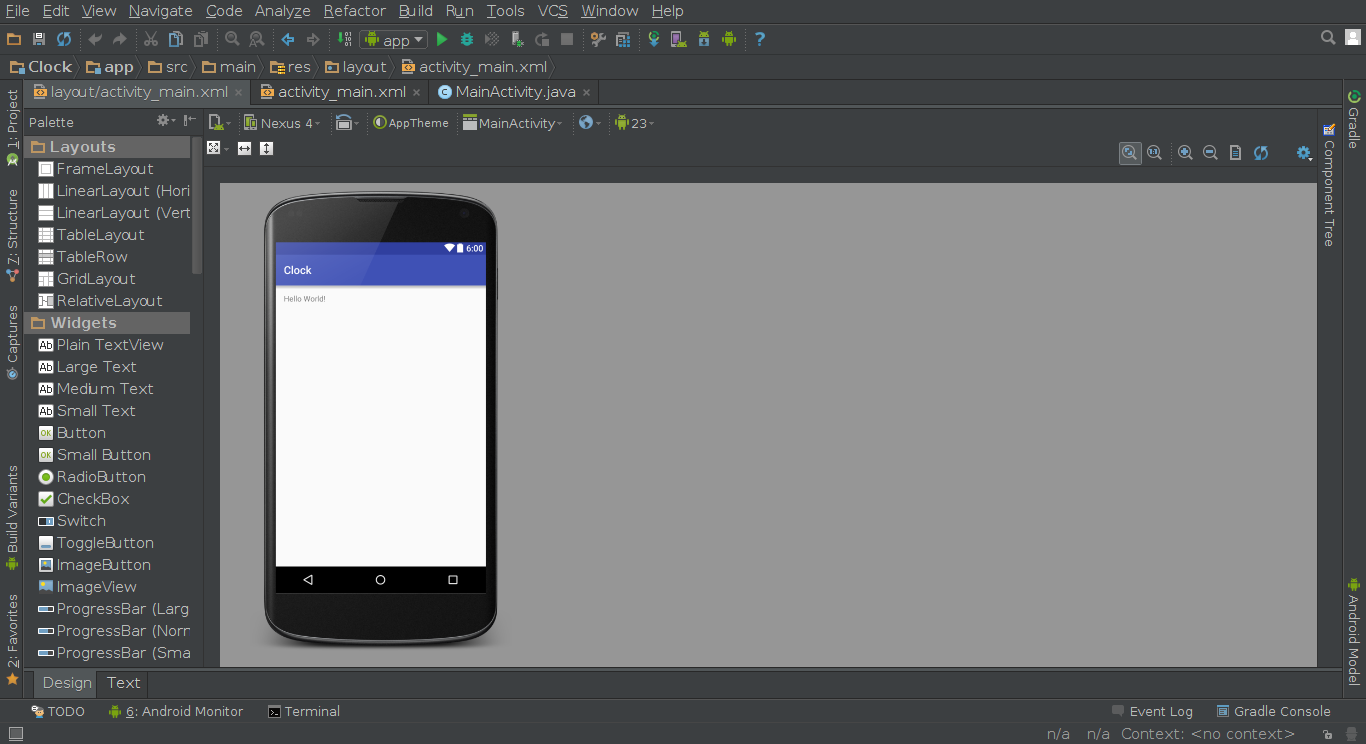 File Edit View Navigate Code Analyze Refactor Build Run Tools VCS Window Help
app
Clock app src main res layout activity_main.xml
layout/activity_main.xml activity_main.xml MainActivity.java
Palette
Nexus 4 AppTheme MainActivity 23
Layouts
FrameLayout
LinearLayout (Hori
LinearLayout (Vert
TableLayout
TableRow
GridLayout
RelativeLayout
Widgets
Plain TextView
Large Text
Medium Text
Small Text
Button
Small Button
RadioButton
CheckBox
Switch
ToggleButton
ImageButton
ImageView
ProgressBar (Larg
ProgressBar (Norr
ProgressBar (Sma
1: Project
7: Structure
Captures
Build Variants
2: Favorites
6:00
Clock
Hello World!
Gradle
Component Tree
Android Model
Design Text
TODO 6: Android Monitor Terminal Event Log Gradle Console
n/a n/a Context: <no context>